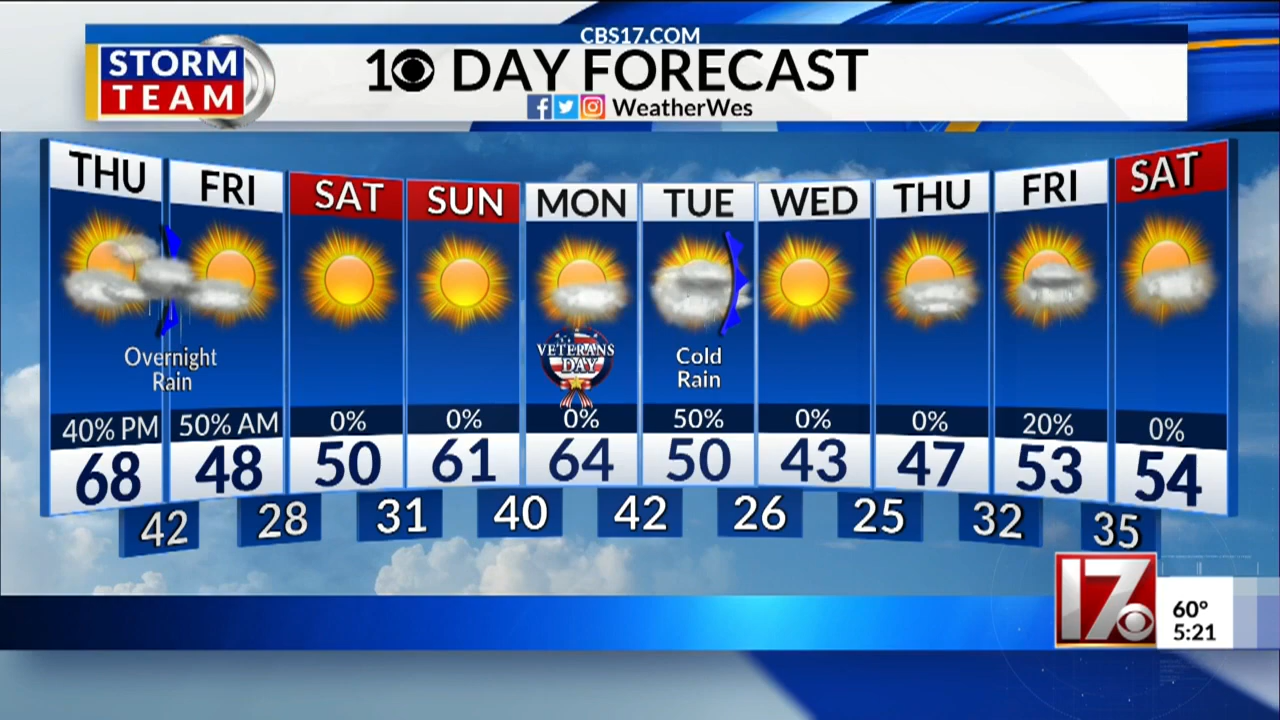 CBS17.COM
STORM
TEAM
10 DAY FORECAST
WeatherWes
THU FRI SAT SUN MON TUE WED THU FRI SAT
VETERANS
DAY
Overnight
Rain
Cold
Rain
40% PM 50% AM 0% 0% 0% 50% 0% 0% 20% 0%
68 48 50 61 64 50 43 47 53 54
42 28 31 40 42 26 25 32 35
17
60°
5:21